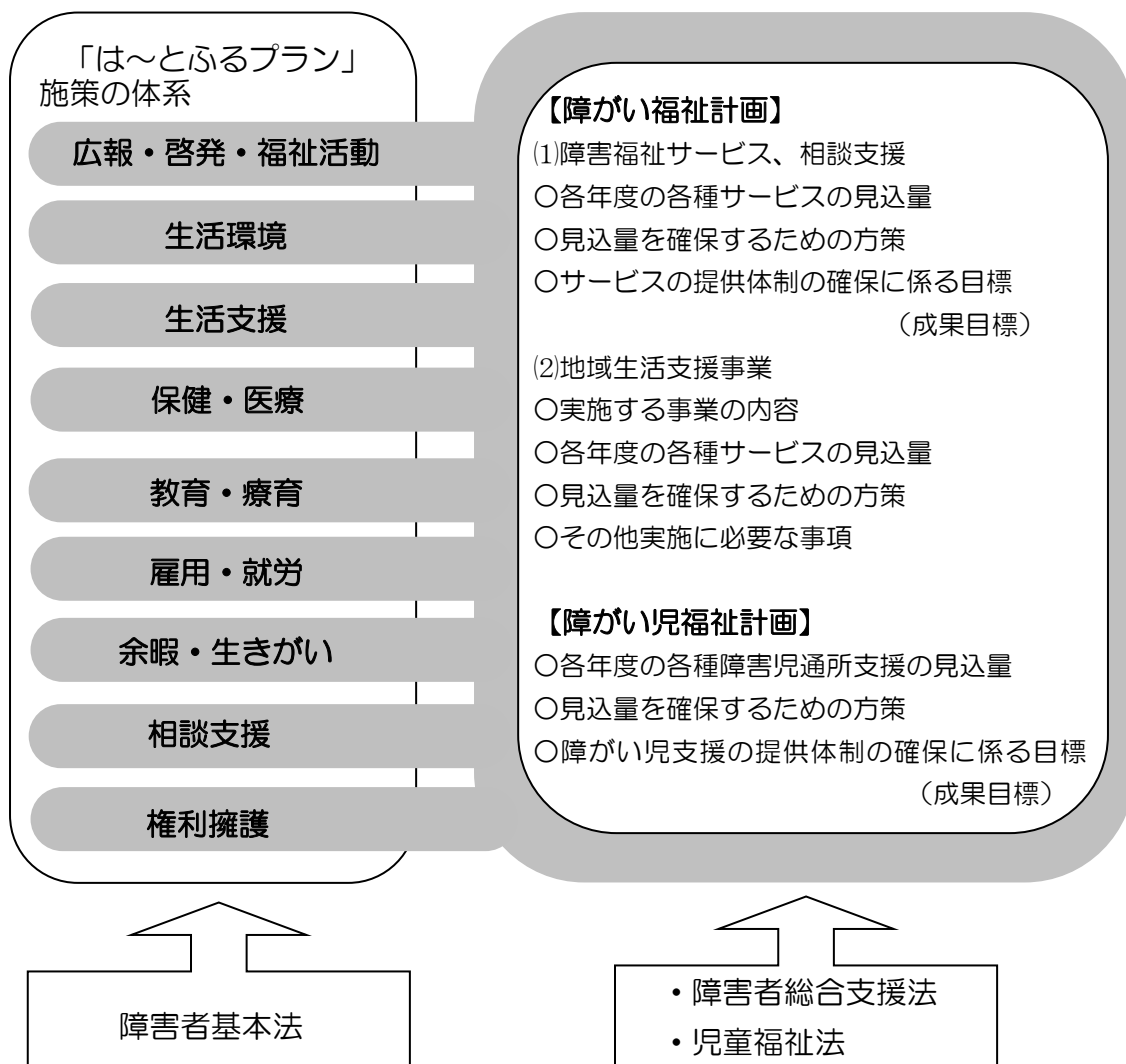 「は～とふるプラン」
施策の体系
広報・啓発・福祉活動
生活環境
生活支援
保健・医療
教育・療育
雇用・就労
余暇・生きがい
相談支援
権利擁護
障害者基本法
【障がい福祉計画】
⑴障害福祉サービス、相談支援
〇各年度の各種サービスの見込量
〇見込量を確保するための方策
〇サービスの提供体制の確保に係る目標
（成果目標）
⑵地域生活支援事業
〇実施する事業の内容
〇各年度の各種サービスの見込量
〇見込量を確保するための方策
〇その他実施に必要な事項
【障がい児福祉計画】
〇各年度の各種障害児通所支援の見込量
〇見込量を確保するための方策
〇障がい児支援の提供体制の確保に係る目標
（成果目標）
・障害者総合支援法
・児童福祉法